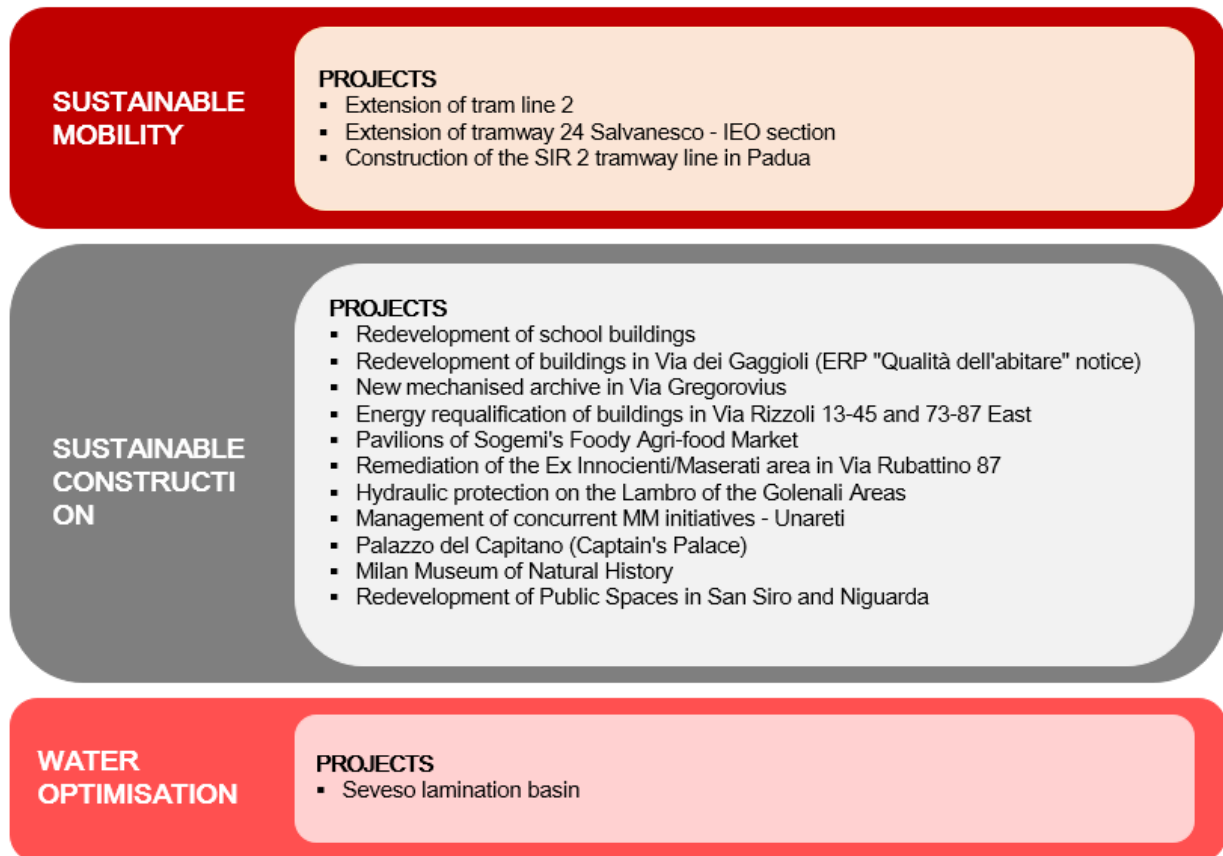 SUSTAINABLE
MOBILITY
PROJECTS
▪ Extension of tram line 2
▪ Extension of tramway 24 Salvanesco - IEO section
▪ Construction of the SIR 2 tramway line in Padua
SUSTAINABLE
CONSTRUCTI
ON
PROJECTS
▪ Redevelopment of school buildings
▪ Redevelopment of buildings in Via dei Gaggioli (ERP "Qualità dell'abitare" notice)
▪ New mechanised archive in Via Gregorovius
▪ Energy requalification of buildings in Via Rizzoli 13-45 and 73-87 East
▪ Pavilions of Sogemi's Foody Agri-food Market
▪ Remediation of the Ex Innocienti/Maserati area in Via Rubattino 87
▪ Hydraulic protection on the Lambro of the Golenali Areas
▪ Management of concurrent MM initiatives - Unareti
▪ Palazzo del Capitano (Captain's Palace)
▪ Milan Museum of Natural History
▪ Redevelopment of Public Spaces in San Siro and Niguarda
WATER
OPTIMISATION
PROJECTS
▪ Seveso lamination basin